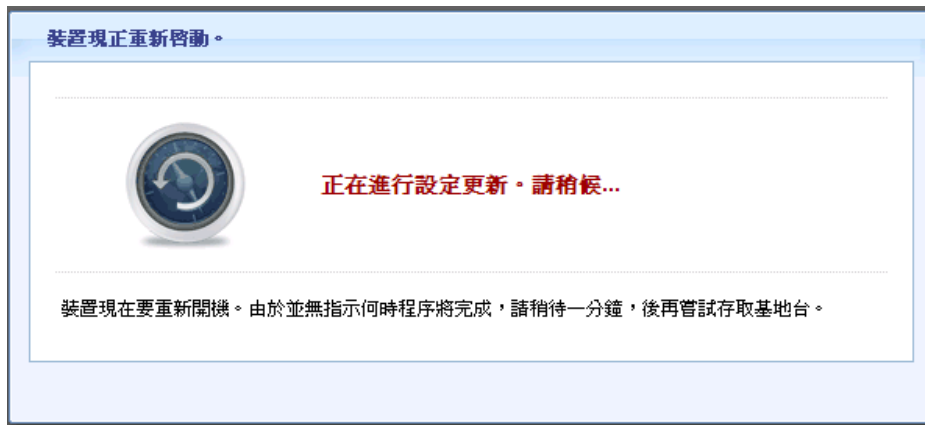 裝置現正重新啓動。
正在進行設定更新。請稍候...
裝置現在要重新開機。由於並無指示何時程序將完成，請稍待一分鐘，後再嘗試存取基地台。